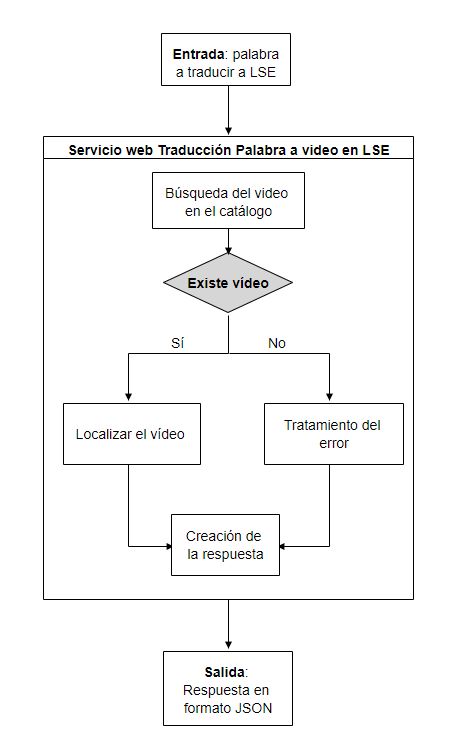 Entrada: palabra
a traducir a LSE
Servicio web Traducción Palabra a video en LSE
Búsqueda del video
en el catálogo
Existe vídeo
Sí
No
Localizar el vídeo
Tratamiento del
error
Creación de
la respuesta
Salida:
Respuesta en
formato JSON